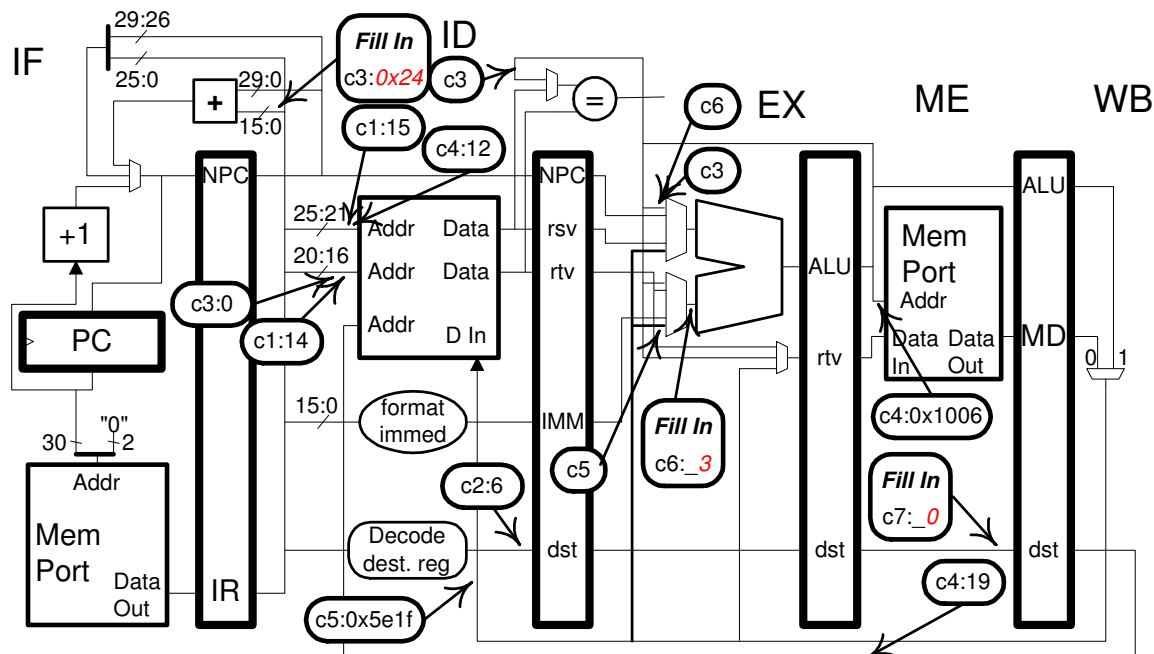 IF
29:26
25:0
Fill In
c3:0x24
ID
c3
29:0
15:0
+
=
c6
EX
ME
WB
c1:15
c4:12
c3
NPC
NPC
ALU
+1
25:21
Addr
Data
rsv
20:16
Addr
Data
rtv
ALU
Mem
Port
Addr
c3:0
c1:14
Addr
D In
PC
rtv
Data
In
Data
Out
MD
0
1
15:0
format
immed
IMM
Fill In
c6:_3
c4:0x1006
"0"
30
2
c5
c2:6
Addr
Mem
Port
Data
Out
IR
Decode
dest. reg
dst
dst
dst
Fill In
c7:_0
c5:0x5e1f
c4:19